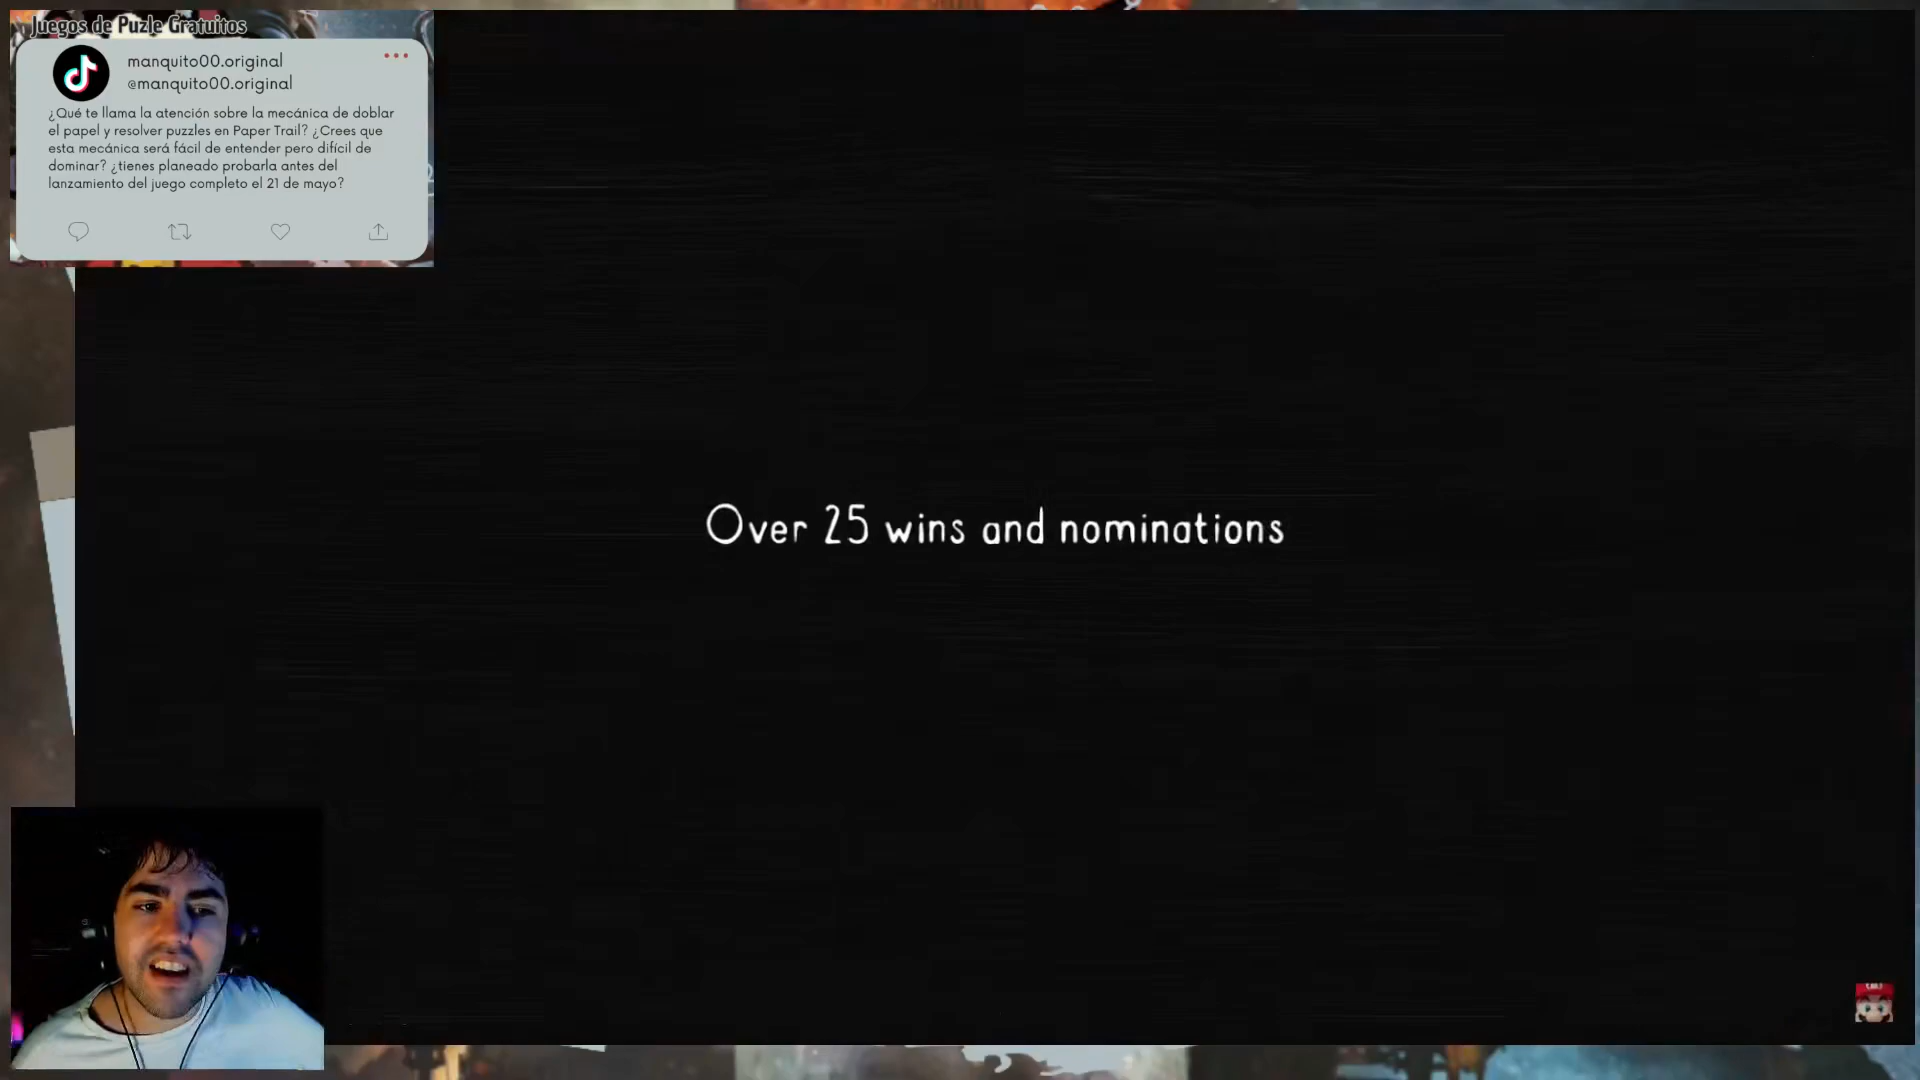 Juegos de Puzle Gratuitos
manquito00.original
@manquito00.original
¿Qué te llama la atención sobre la mecánica de doblar
el papel y resolver puzzles en Paper Trail? ¿Crees que
esta mecánica será fácil de entender pero difícil de
dominar? ¿tienes planeado probarla antes del
lanzamiento del juego completo el 21 de mayo?
Over 25 wins and nominations